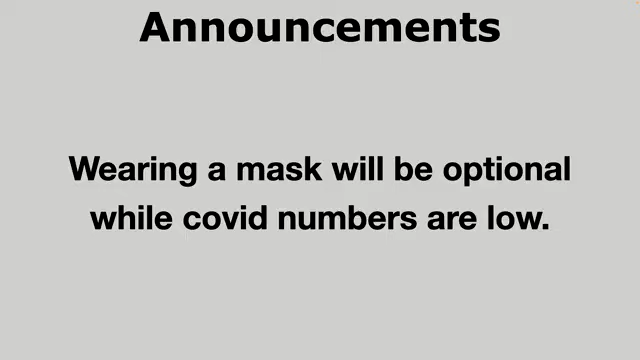 Announcements
Wearing a mask will be optional
while covid numbers are low.